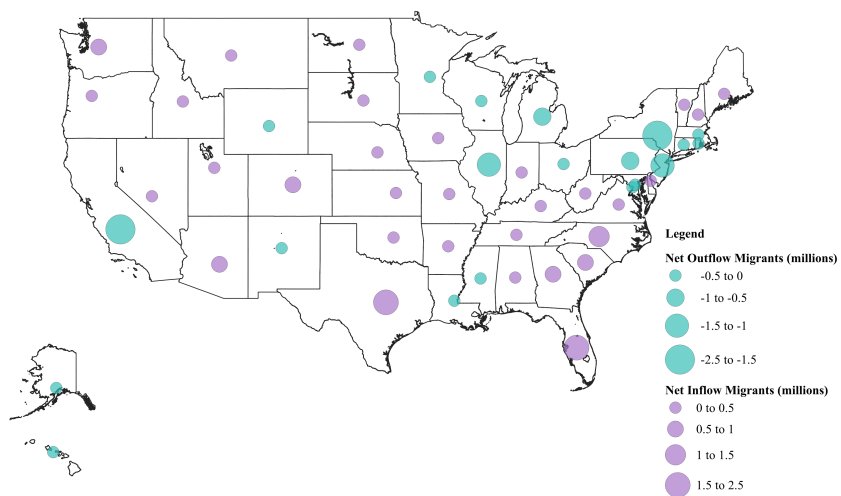 Legend
Net Outflow Migrants (millions)
-0.5 to 0
-1 to -0.5
-1.5 to -1
-2.5 to -1.5
Net Inflow Migrants (millions)
0 to 0.5
0.5 to 1
1 to 1.5
1.5 to 2.5